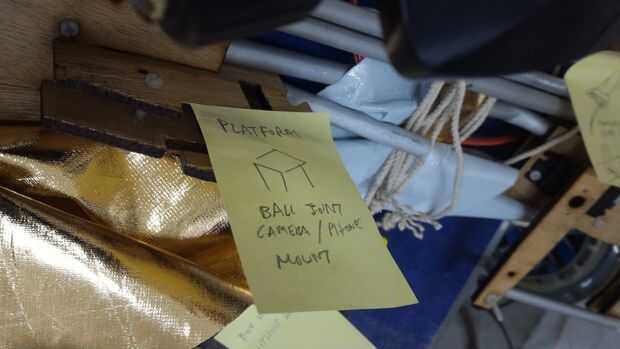 PLATFORM
BALL JOINT
CAMERA / PHONE
MOUNT